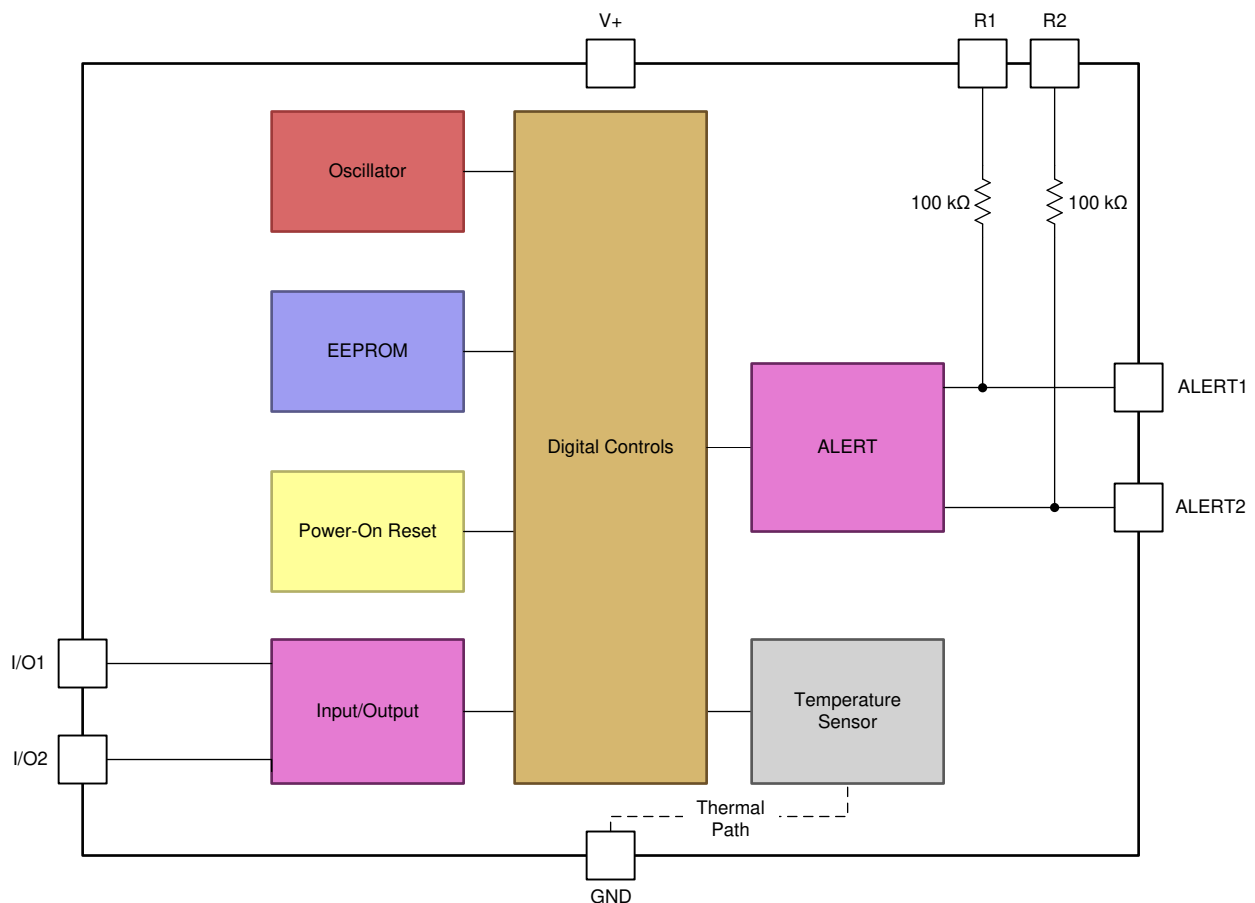 V+
R1
R2
Oscillator
100 kΩ
100 kΩ
EEPROM
ALERT1
Digital Controls
ALERT
ALERT2
Power-On Reset
I/O1
Input/Output
Temperature
Sensor
I/O2
Thermal
Path
GND